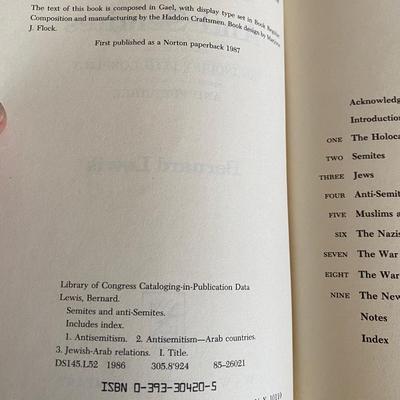 The text of this book is composed in Gael, with display type set in Book
Composition and manufacturing by the Haddon Craftsmen. Book design by
J. Flock.
First published as a Norton paperback 1987
Bernard Lewis
Library of Congress Cataloging-in-Publication Data
Lewis, Bernard.
Semites and anti-Semites.
Includes index.
1. Antisemitism. 2. Antisemitism—Arab countries.
3. Jewish-Arab relations. I. Title.
DS145.L52 1986 305.8'924 85-26021
ISBN 0-393-30420-5
Acknowledg
Introduction
ONE The Holoca
TWO Semites
THREE Jews
FOUR Anti-Semit
FIVE Muslims a
SIX The Nazis
SEVEN The War
EIGHT The War
NINE The New
Notes
Index